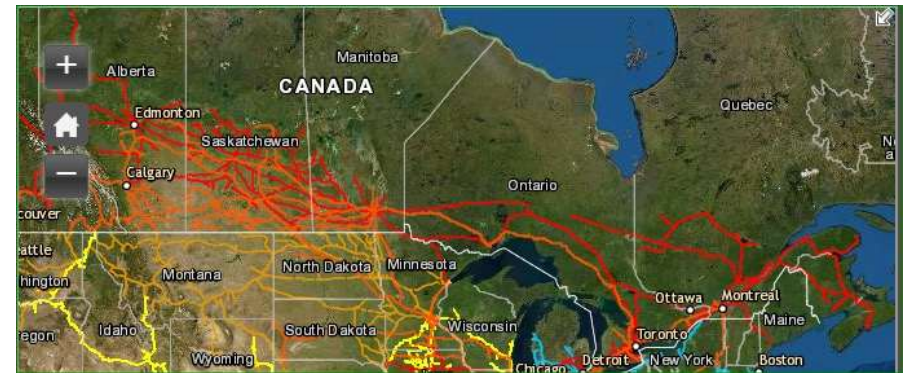 +
Alberta
Manitoba
CANADA
Edmonton
Quebec
Saskatchewan
−
Calgary
Ontario
couver
attle
hington
Montana
North Dakota
Minnesota
Ottawa
Montreal
egon
Idaho
South Dakota
Wisconsin
Toronto
Maine
Wyoming
Chicago
Detroit
New York
Boston